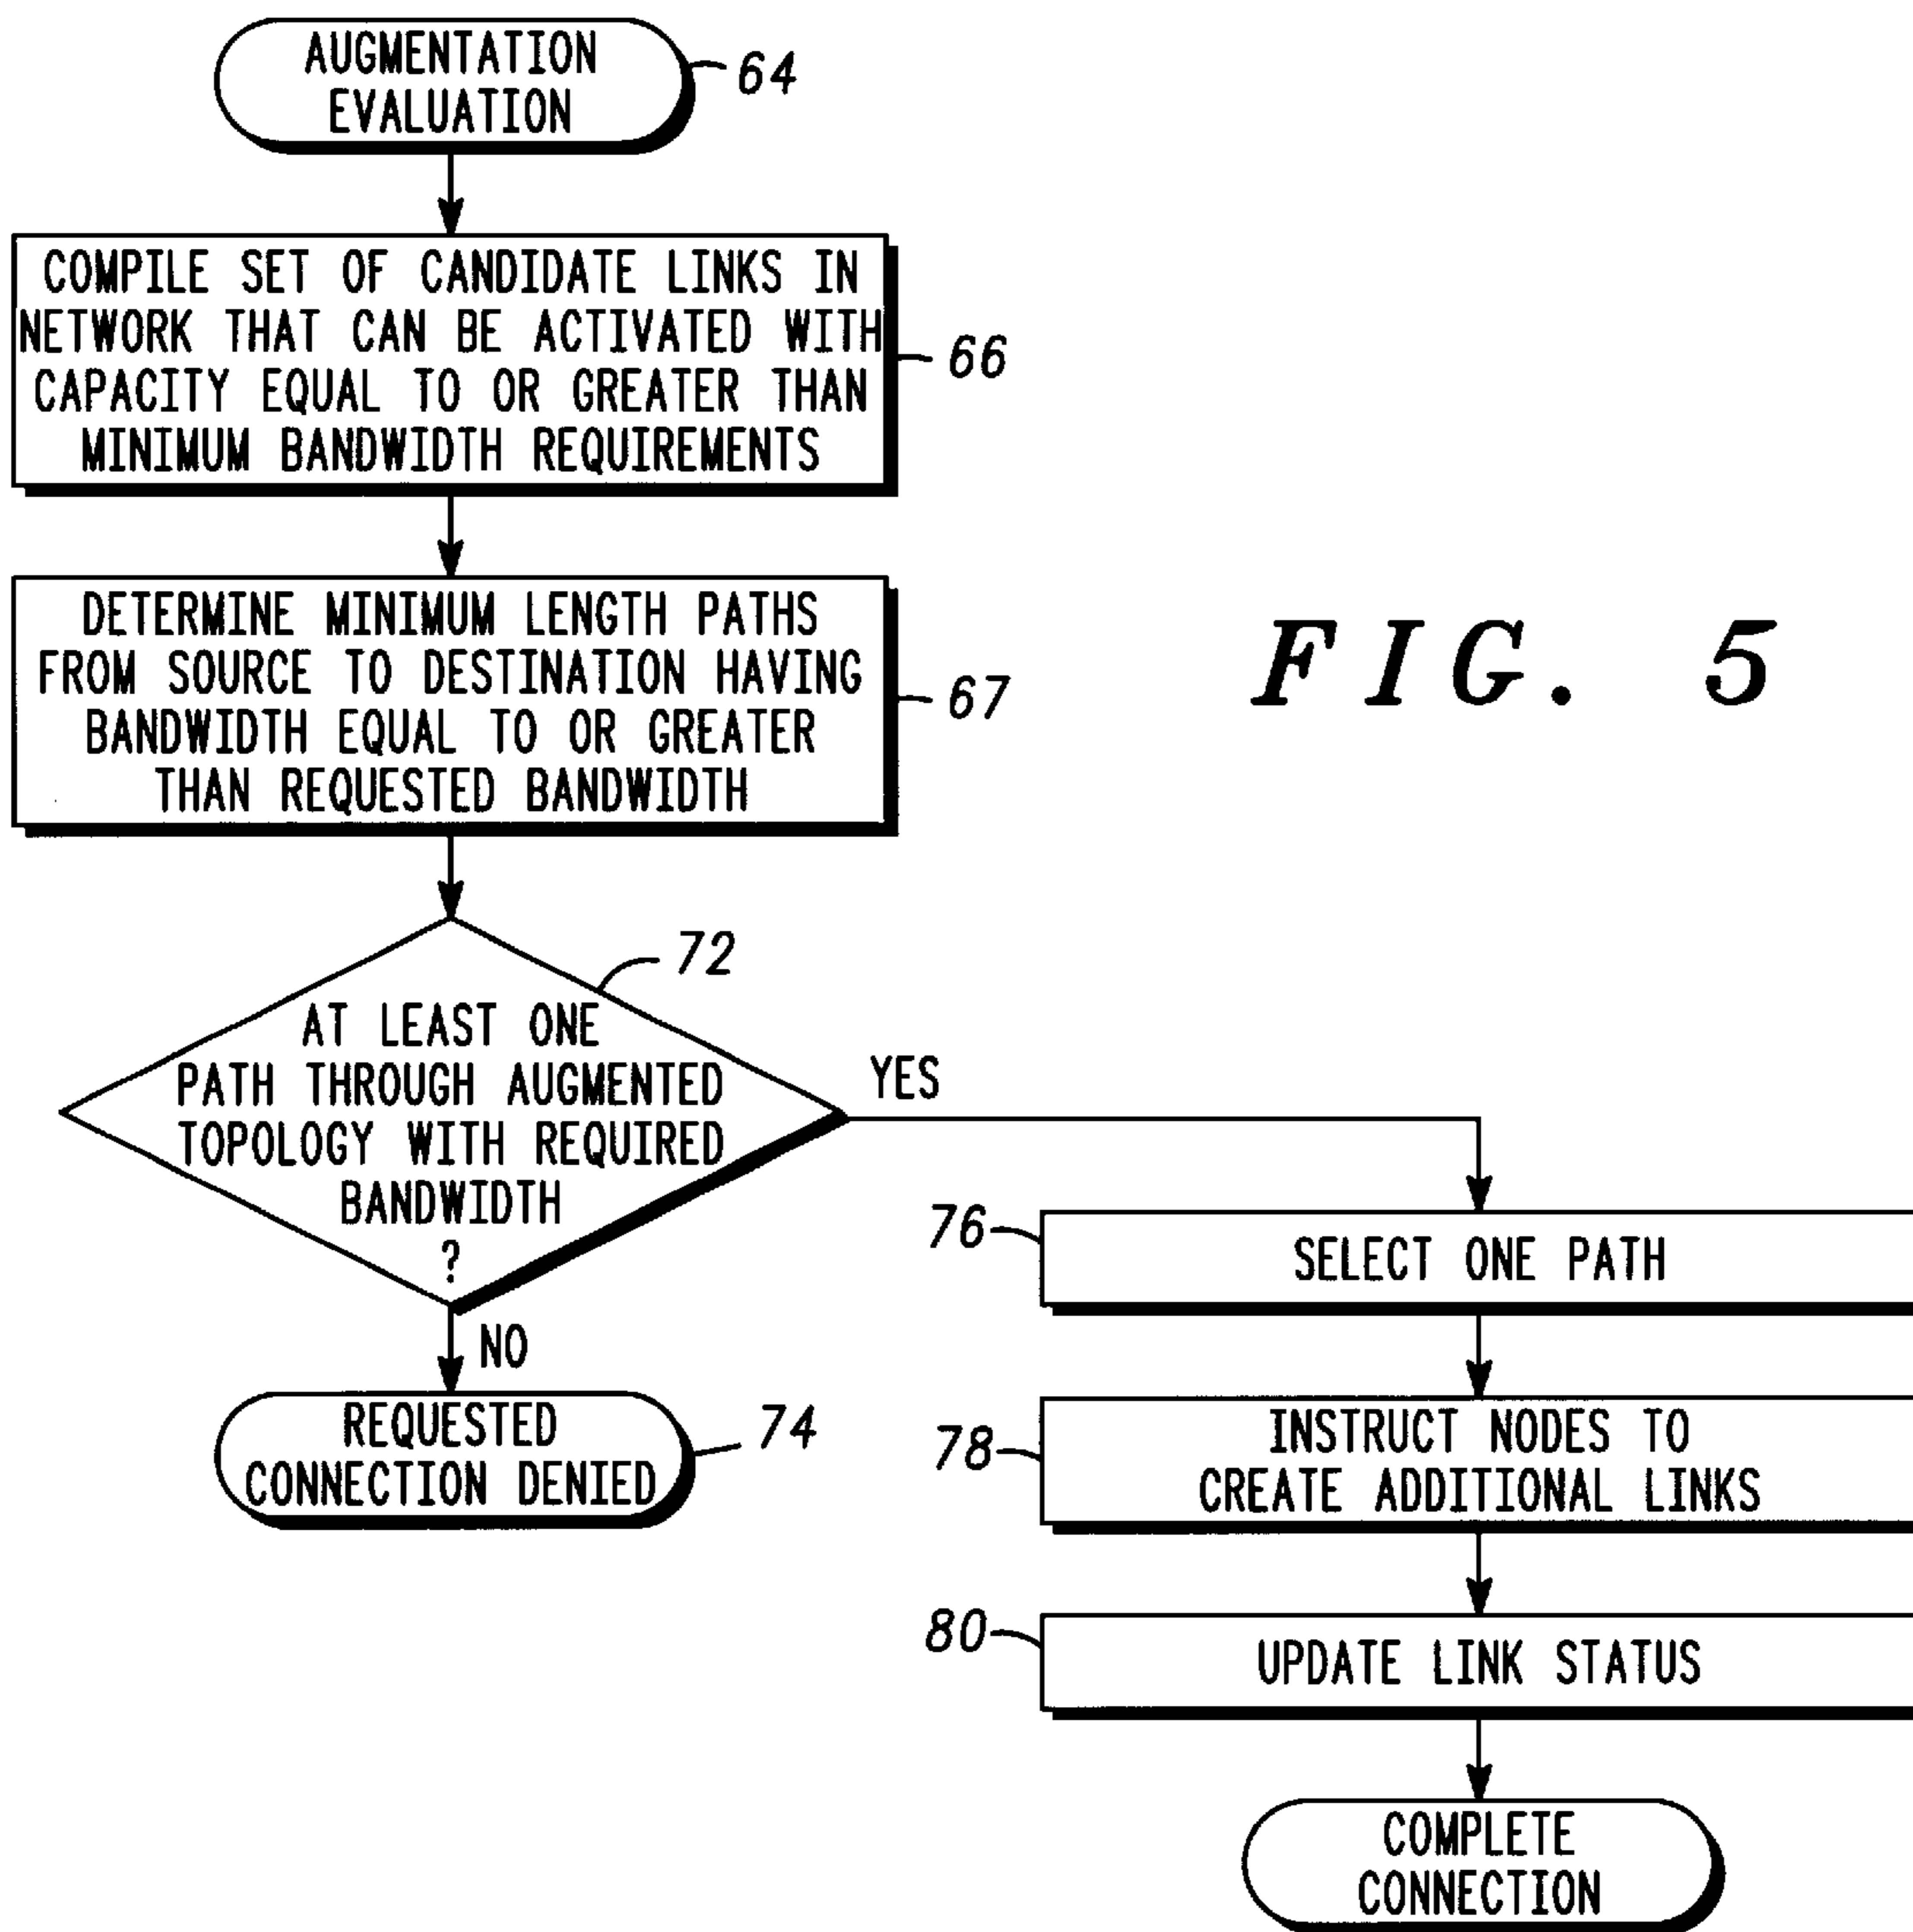 AUGMENTATION
EVALUATION
64
COMPILE SET OF CANDIDATE LINKS IN
NETWORK THAT CAN BE ACTIVATED WITH
CAPACITY EQUAL TO OR GREATER THAN
MINIMUM BANDWIDTH REQUIREMENTS
66
DETERMINE MINIMUM LENGTH PATHS
FROM SOURCE TO DESTINATION HAVING
BANDWIDTH EQUAL TO OR GREATER
THAN REQUESTED BANDWIDTH
67
FIG. 5
72
AT LEAST ONE
PATH THROUGH AUGMENTED
TOPOLOGY WITH REQUIRED
BANDWIDTH
?
YES
NO
REQUESTED
CONNECTION DENIED
74
76
SELECT ONE PATH
78
INSTRUCT NODES TO
CREATE ADDITIONAL LINKS
80
UPDATE LINK STATUS
COMPLETE
CONNECTION